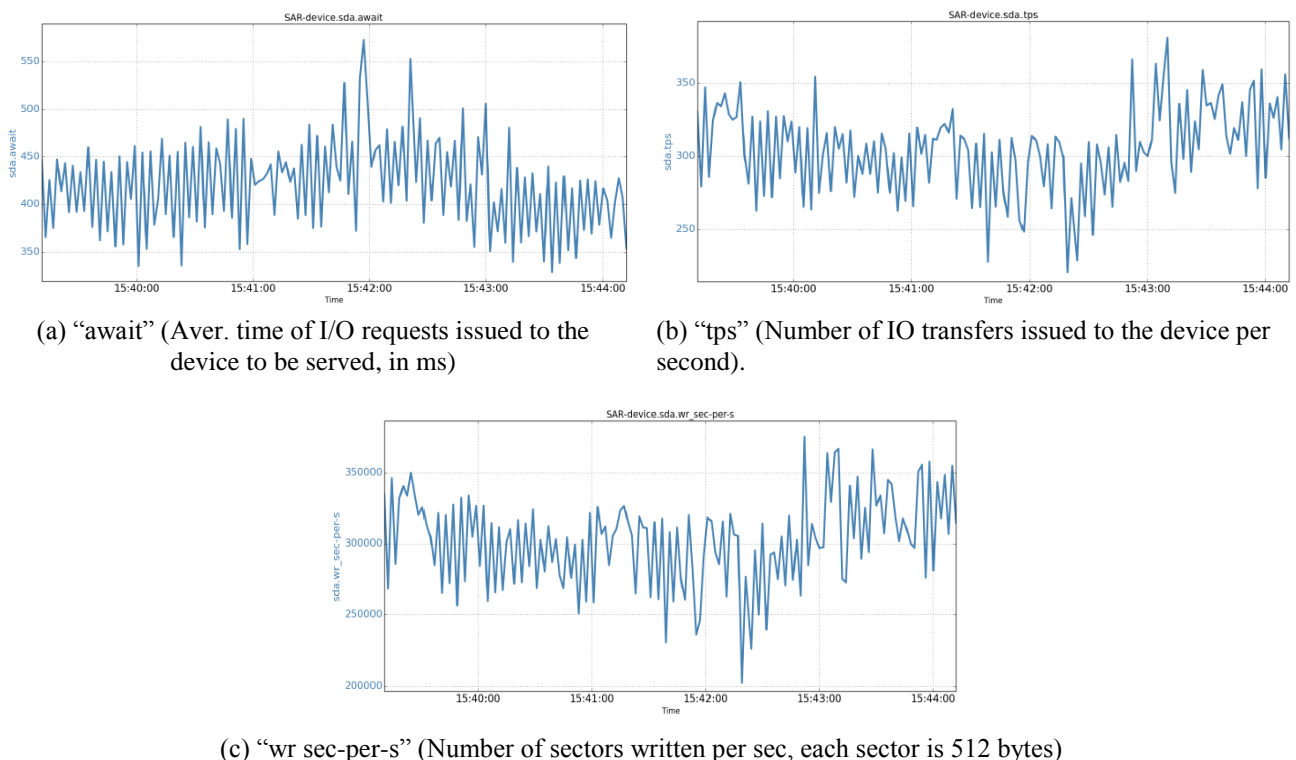 SAR-device.sda.await
sda.await
550
500
450
400
350
15:40:00 15:41:00 15:42:00 15:43:00 15:44:00
Time
(a) “await” (Aver. time of I/O requests issued to the
device to be served, in ms)
SAR-device.sda.tps
sda.tps
350
300
250
15:40:00 15:41:00 15:42:00 15:43:00 15:44:00
Time
(b) “tps” (Number of IO transfers issued to the device per
second).
SAR-device.sda.wr_sec-per-s
sda.wr_sec-per-s
350000
300000
250000
200000
15:40:00 15:41:00 15:42:00 15:43:00 15:44:00
Time
(c) “wr sec-per-s” (Number of sectors written per sec, each sector is 512 bytes)